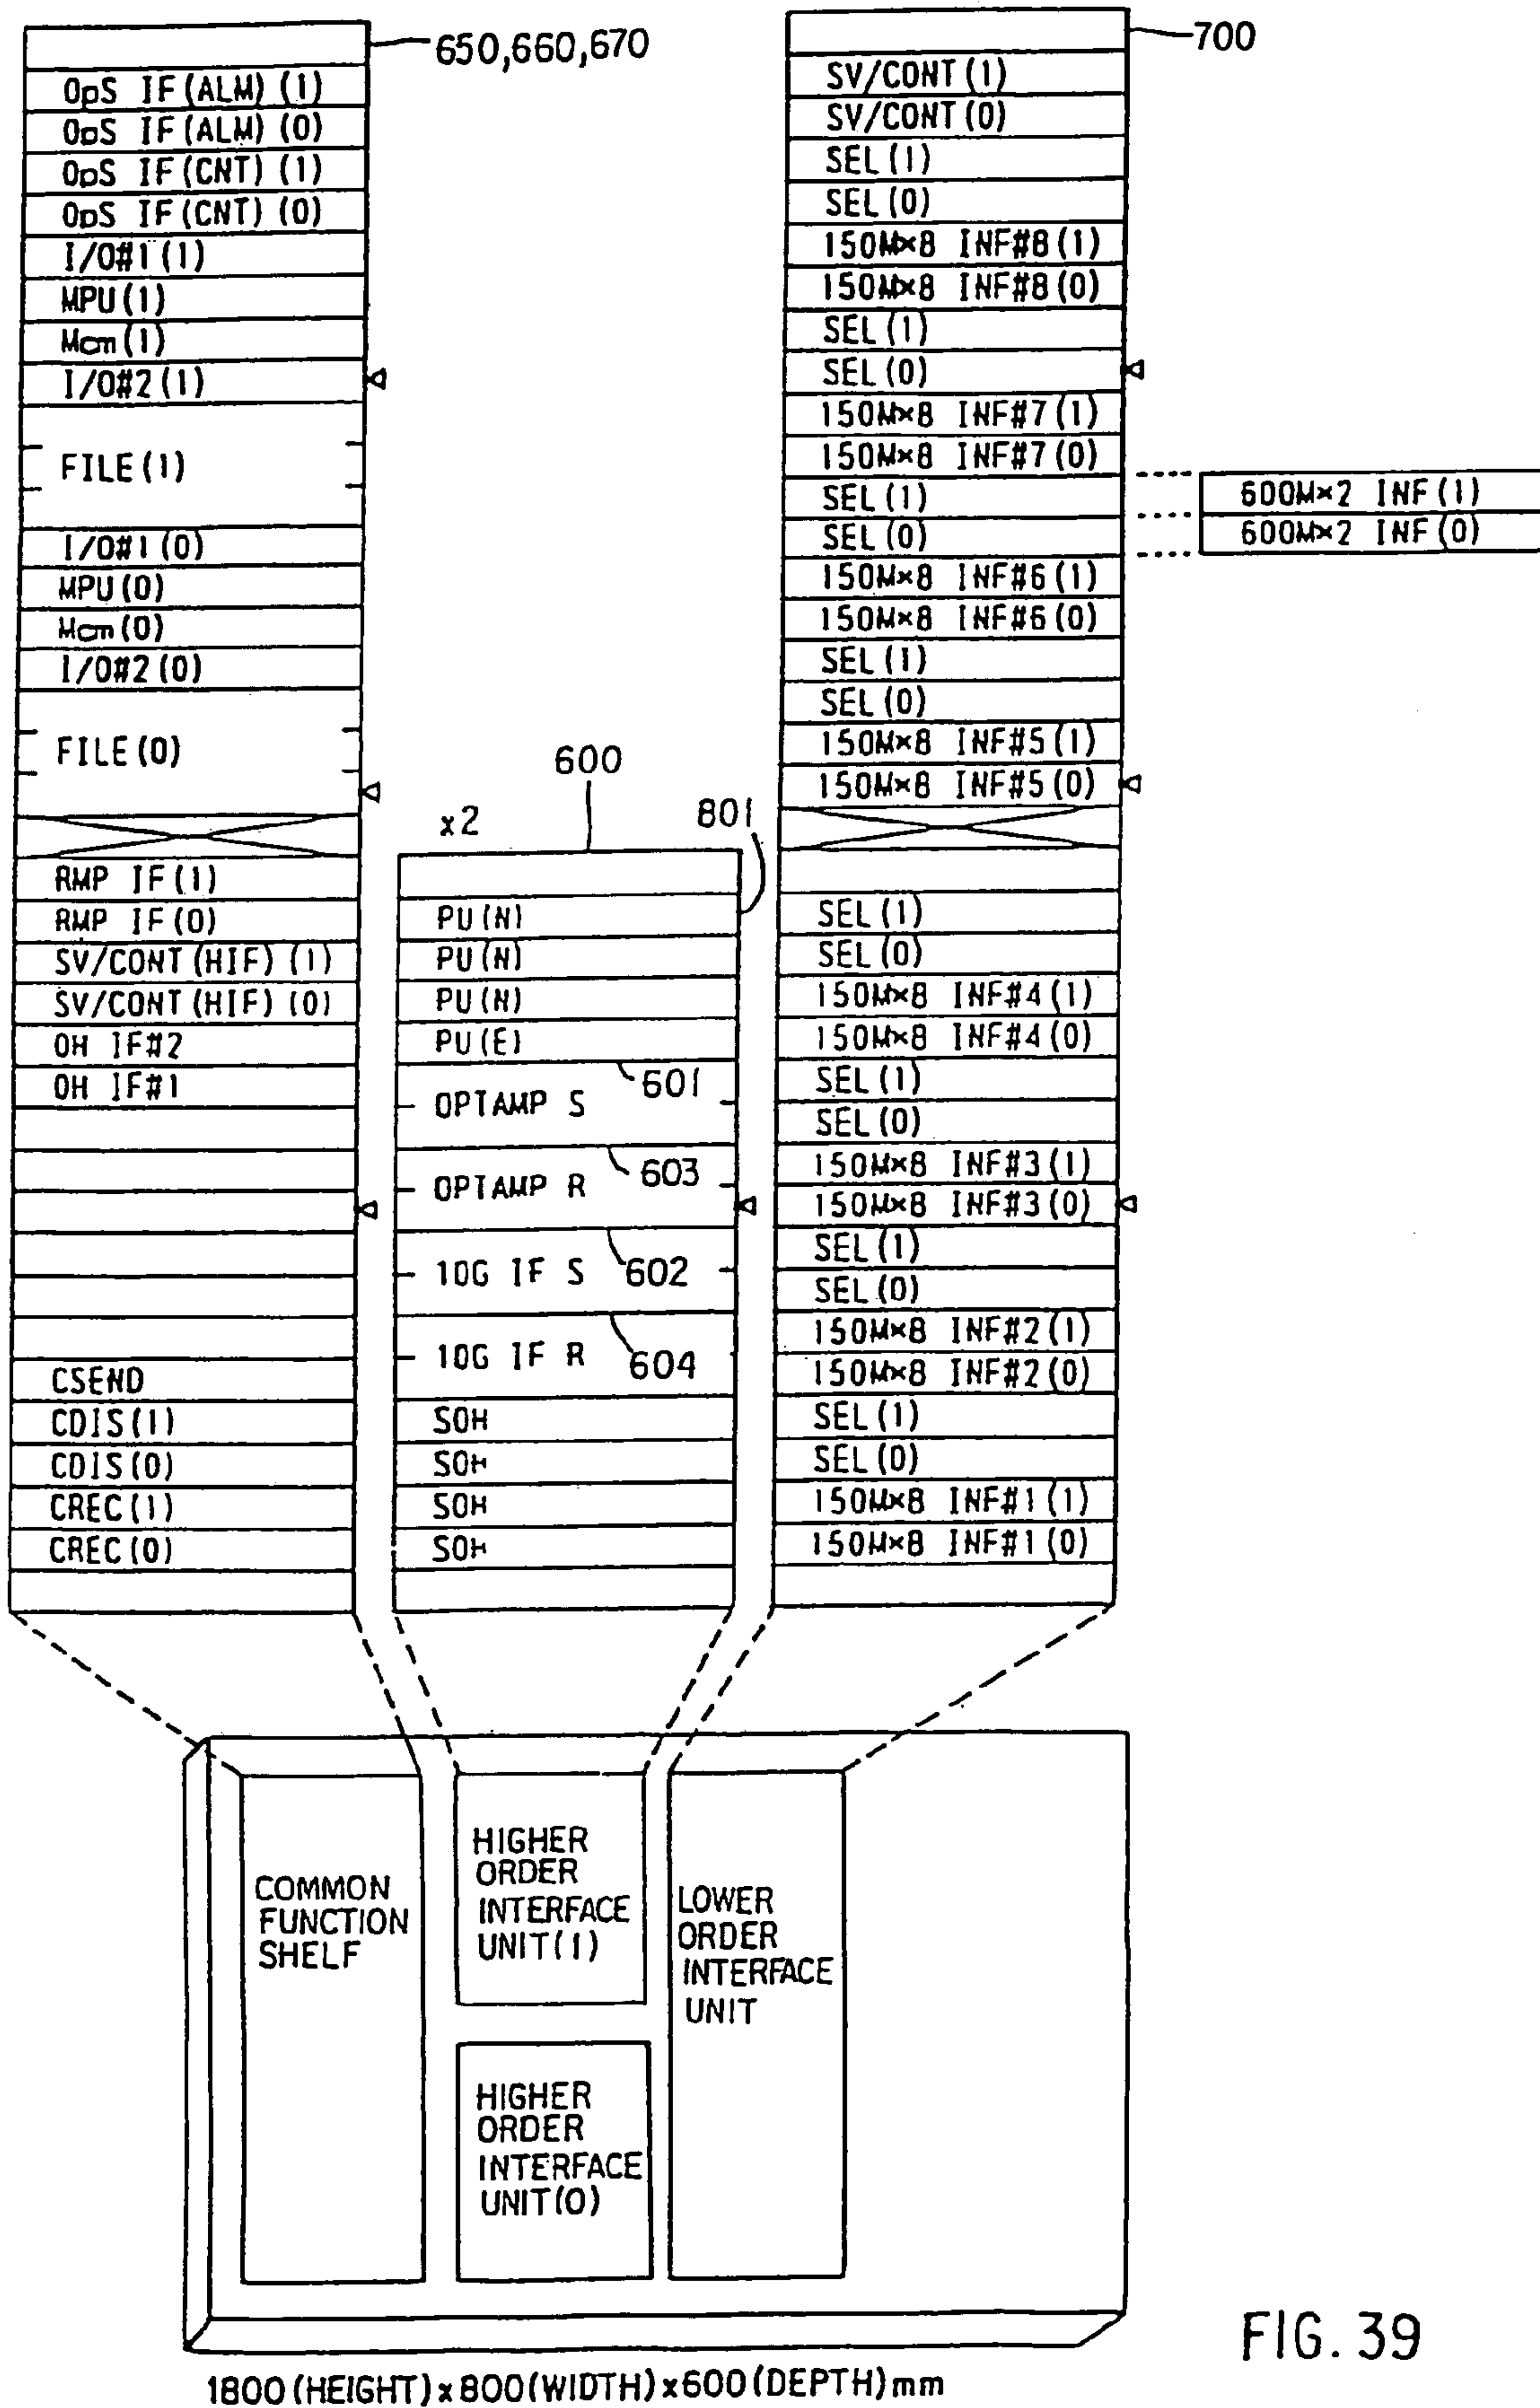 650,660,670
OpS IF(ALM)(1)
OpS IF(ALM)(0)
OpS IF(CNT)(1)
OpS IF(CNT)(0)
I/O#1(1)
MPU(1)
Mem(1)
I/O#2(1)
FILE(1)
I/O#1(0)
MPU(0)
Mem(0)
I/O#2(0)
FILE(0)
RMP IF(1)
RMP IF(0)
SV/CONT(HIF)(1)
SV/CONT(HIF)(0)
OH IF#2
OH IF#1
CSEND
CDIS(1)
CDIS(0)
CREC(1)
CREC(0)
x2
600
801
PU(N)
PU(N)
PU(N)
PU(E)
601
OPTAMP S
603
OPTAMP R
10G IF S
602
10G IF R
604
SOH
SOH
SOH
SOH
700
SV/CONT(1)
SV/CONT(0)
SEL(1)
SEL(0)
150M×8 INF#8(1)
150M×8 INF#8(0)
SEL(1)
SEL(0)
150M×8 INF#7(1)
150M×8 INF#7(0)
SEL(1)
SEL(0)
600M×2 INF(1)
600M×2 INF(0)
150M×8 INF#6(1)
150M×8 INF#6(0)
SEL(1)
SEL(0)
150M×8 INF#5(1)
150M×8 INF#5(0)
SEL(1)
SEL(0)
150M×8 INF#4(1)
150M×8 INF#4(0)
SEL(1)
SEL(0)
150M×8 INF#3(1)
150M×8 INF#3(0)
SEL(1)
SEL(0)
150M×8 INF#2(1)
150M×8 INF#2(0)
SEL(1)
SEL(0)
150M×8 INF#1(1)
150M×8 INF#1(0)
COMMON
FUNCTION
SHELF
HIGHER
ORDER
INTERFACE
UNIT(1)
HIGHER
ORDER
INTERFACE
UNIT(0)
LOWER
ORDER
INTERFACE
UNIT
1800(HEIGHT)x800(WIDTH)x600(DEPTH)mm
FIG. 39